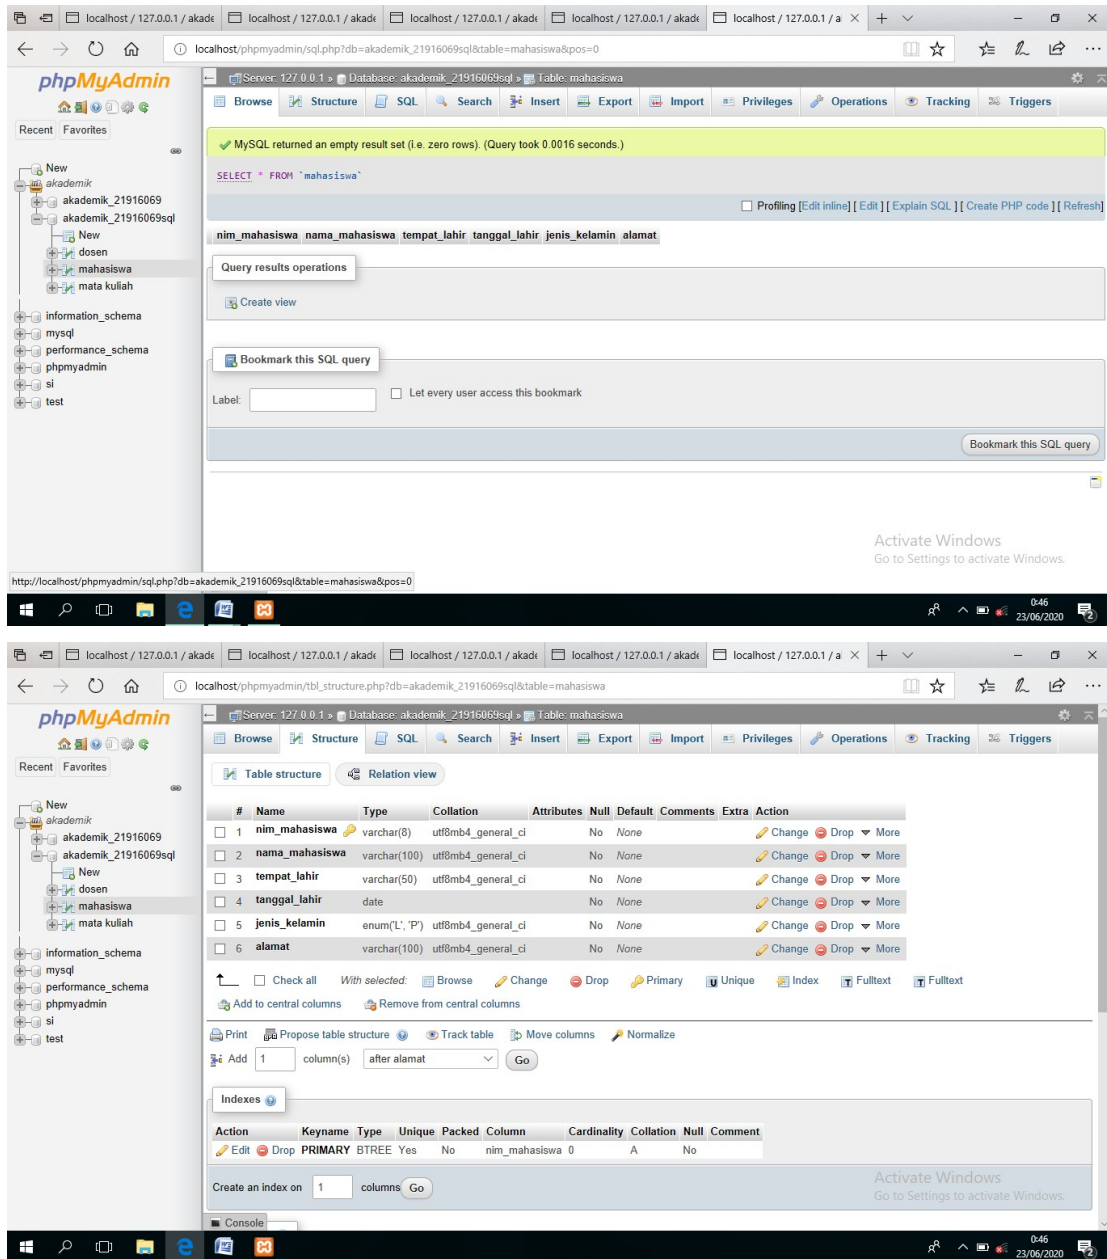 localhost / 127.0.0.1 / akade localhost / 127.0.0.1 / akade localhost / 127.0.0.1 / akade localhost / 127.0.0.1 / akade localhost / 127.0.0.1 / a
localhost/phpmyadmin/sql.php?db=akademik_21916069sql&table=mahasiswa&pos=0
phpMyAdmin
Recent Favorites
New
akademik
akademik_21916069
akademik_21916069sql
New
dosen
mahasiswa
mata kuliah
information_schema
mysql
performance_schema
phpmyadmin
si
test
Server: 127.0.0.1 » Database: akademik_21916069sql » Table: mahasiswa
Browse Structure SQL Search Insert Export Import Privileges Operations Tracking Triggers
MySQL returned an empty result set (i.e. zero rows). (Query took 0.0016 seconds.)
SELECT * FROM `mahasiswa`
Profiling [Edit inline] [ Edit ] [ Explain SQL ] [ Create PHP code ] [ Refresh]
nim_mahasiswa nama_mahasiswa tempat_lahir tanggal_lahir jenis_kelamin alamat
Query results operations
Create view
Bookmark this SQL query
Label: Let every user access this bookmark
Bookmark this SQL query
Activate Windows
Go to Settings to activate Windows.
http://localhost/phpmyadmin/sql.php?db=akademik_21916069sql&table=mahasiswa&pos=0
0:46
23/06/2020
2
localhost / 127.0.0.1 / akade localhost / 127.0.0.1 / akade localhost / 127.0.0.1 / akade localhost / 127.0.0.1 / akade localhost / 127.0.0.1 / a
localhost/phpmyadmin/tbl_structure.php?db=akademik_21916069sql&table=mahasiswa
phpMyAdmin
Recent Favorites
New
akademik
akademik_21916069
akademik_21916069sql
New
dosen
mahasiswa
mata kuliah
information_schema
mysql
performance_schema
phpmyadmin
si
test
Server: 127.0.0.1 » Database: akademik_21916069sql » Table: mahasiswa
Browse Structure SQL Search Insert Export Import Privileges Operations Tracking Triggers
Table structure Relation view
# Name Type Collation Attributes Null Default Comments Extra Action
1 nim_mahasiswa varchar(8) utf8mb4_general_ci No None Change Drop More
2 nama_mahasiswa varchar(100) utf8mb4_general_ci No None Change Drop More
3 tempat_lahir varchar(50) utf8mb4_general_ci No None Change Drop More
4 tanggal_lahir date No None Change Drop More
5 jenis_kelamin enum('L', 'P') utf8mb4_general_ci No None Change Drop More
6 alamat varchar(100) utf8mb4_general_ci No None Change Drop More
Check all With selected: Browse Change Drop Primary Unique Index Fulltext Fulltext
Add to central columns Remove from central columns
Print Propose table structure Track table Move columns Normalize
Add 1 column(s) after alamat Go
Indexes
Action Keyname Type Unique Packed Column Cardinality Collation Null Comment
Edit Drop PRIMARY BTREE Yes No nim_mahasiswa 0 A No
Create an index on 1 columns Go
Activate Windows
Go to Settings to activate Windows.
Console
0:46
23/06/2020
2